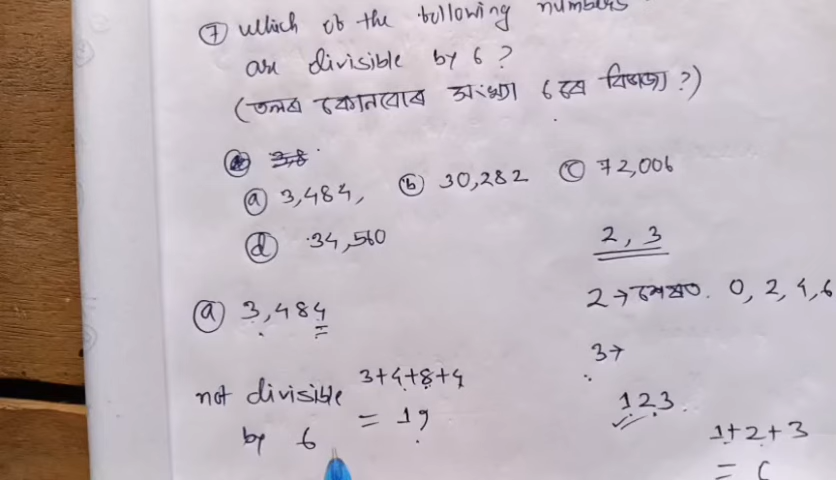 7 Which of the following numbers
are divisible by 6?
(তলৰ কোনবোৰ সংখ্যা 6 ৰে বিভাজ্য?)
a 3,484, b 30,282 c 72,006
d 34,560
2, 3
a 3,484
2→ শেষত. 0, 2, 4, 6
3→
not divisible 3+4+8+4
by 6 = 19
123.
1+2+3
= 6